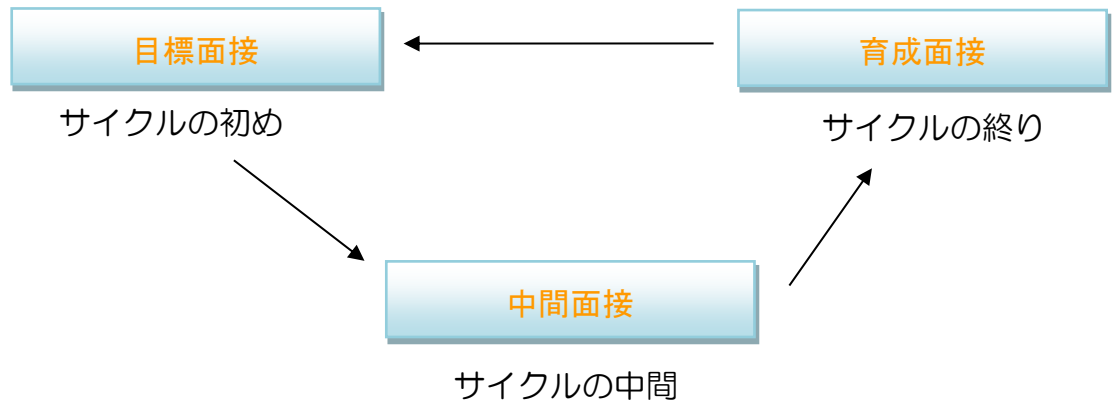 目標面接
育成面接
サイクルの初め
サイクルの終り
中間面接
サイクルの中間